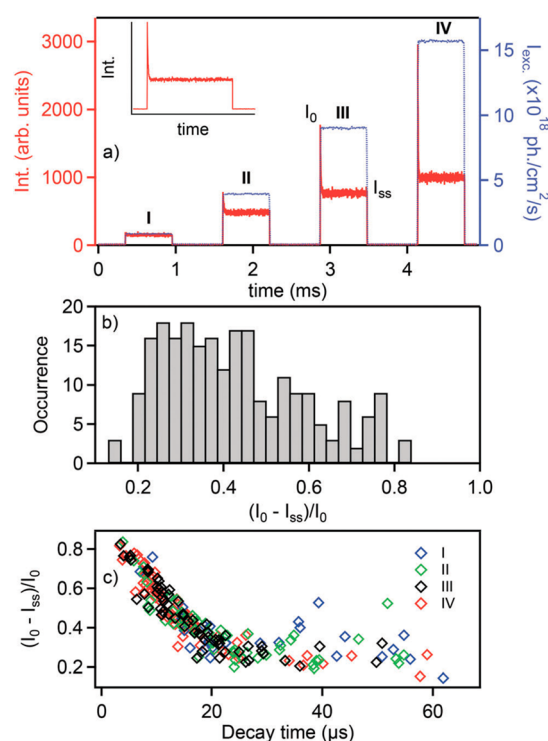 Int.
time
a)
I
II
III
IV
I0
Iss
3000
2000
1000
0
Int. (arb. units)
15
10
5
0
Iexc. (x10^18 ph./cm^2/s)
0 1 2 3 4
time (ms)
b)
20
15
10
5
0
Occurrence
0.2 0.4 0.6 0.8 1.0
(I0 - Iss)/I0
c)
0.8
0.6
0.4
0.2
(I0 - Iss)/I0
I
II
III
IV
0 20 40 60
Decay time (μs)